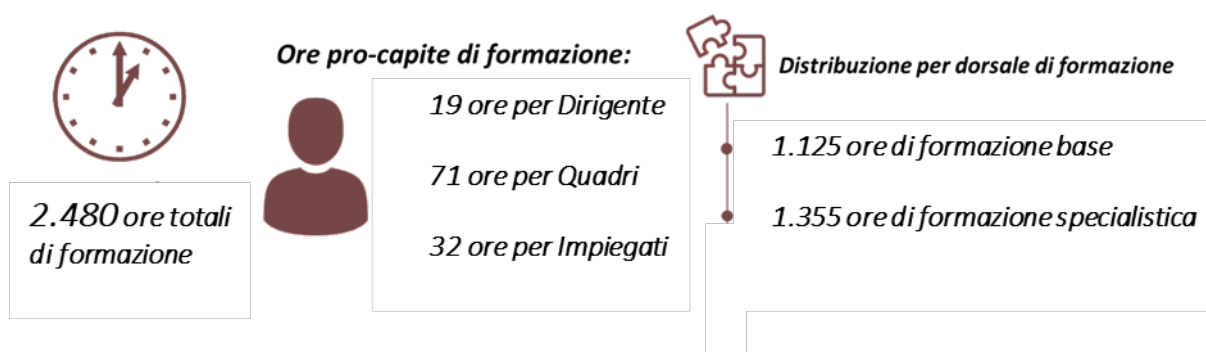 2.480 ore totali
di formazione
Ore pro-capite di formazione:
19 ore per Dirigente
71 ore per Quadri
32 ore per Impiegati
Distribuzione per dorsale di formazione
1.125 ore di formazione base
1.355 ore di formazione specialistica